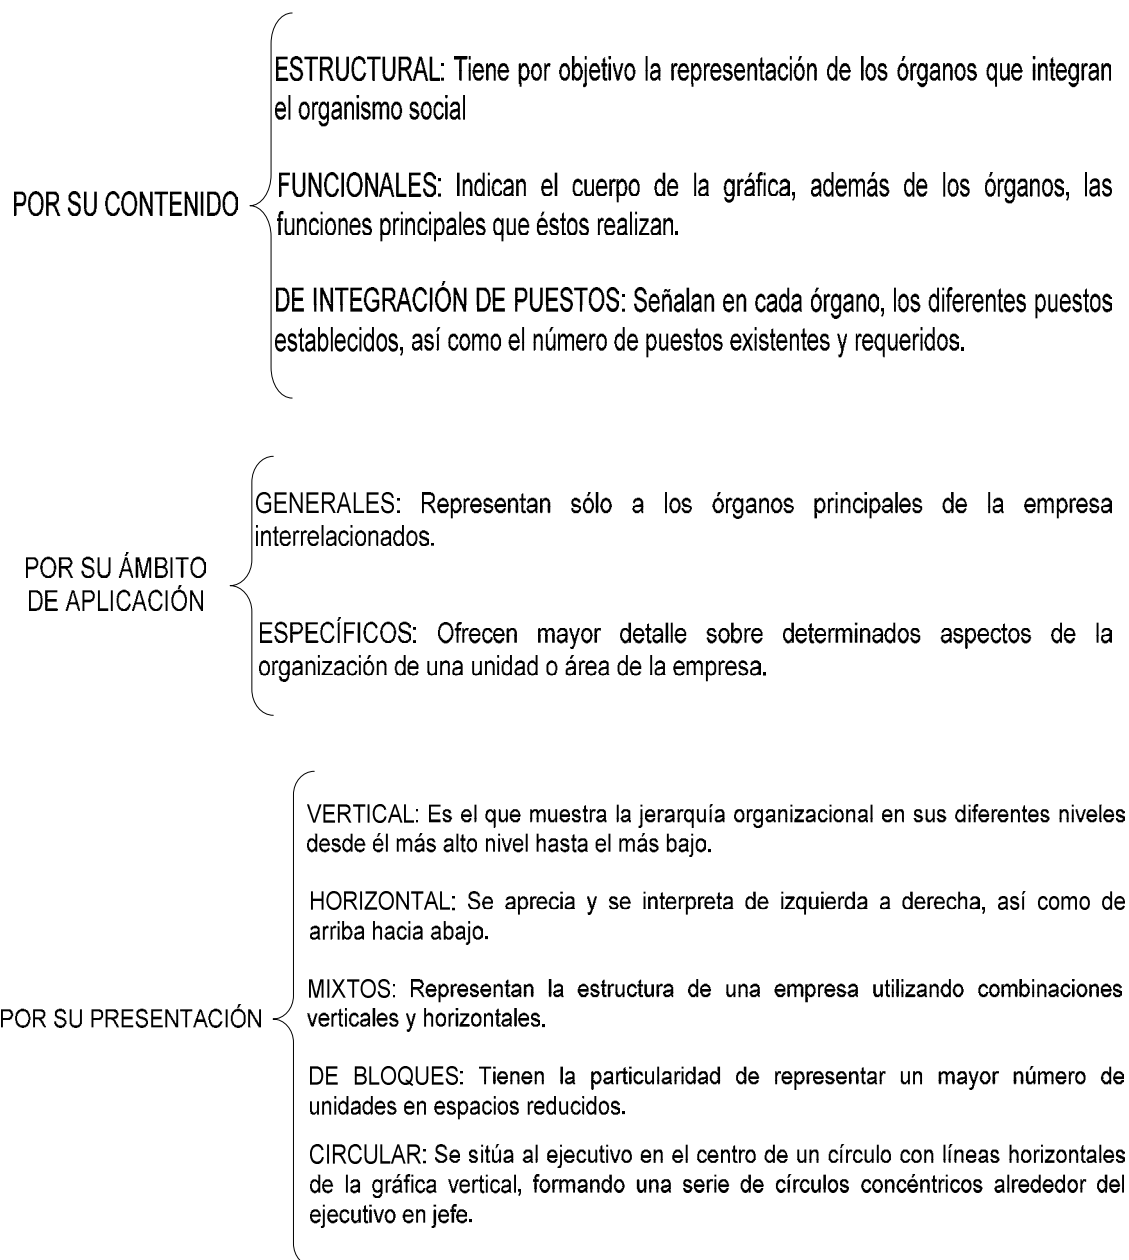 ESTRUCTURAL: Tiene por objetivo la representación de los órganos que integran
el organismo social
POR SU CONTENIDO
FUNCIONALES: Indican el cuerpo de la gráfica, además de los órganos, las
funciones principales que éstos realizan.
DE INTEGRACIÓN DE PUESTOS: Señalan en cada órgano, los diferentes puestos
establecidos, así como el número de puestos existentes y requeridos.
GENERALES: Representan sólo a los órganos principales de la empresa
interrelacionados.
POR SU ÁMBITO
DE APLICACIÓN
ESPECÍFICOS: Ofrecen mayor detalle sobre determinados aspectos de la
organización de una unidad o área de la empresa.
VERTICAL: Es el que muestra la jerarquía organizacional en sus diferentes niveles
desde él más alto nivel hasta el más bajo.
HORIZONTAL: Se aprecia y se interpreta de izquierda a derecha, así como de
arriba hacia abajo.
POR SU PRESENTACIÓN
MIXTOS: Representan la estructura de una empresa utilizando combinaciones
verticales y horizontales.
DE BLOQUES: Tienen la particularidad de representar un mayor número de
unidades en espacios reducidos.
CIRCULAR: Se sitúa al ejecutivo en el centro de un círculo con líneas horizontales
de la gráfica vertical, formando una serie de círculos concéntricos alrededor del
ejecutivo en jefe.